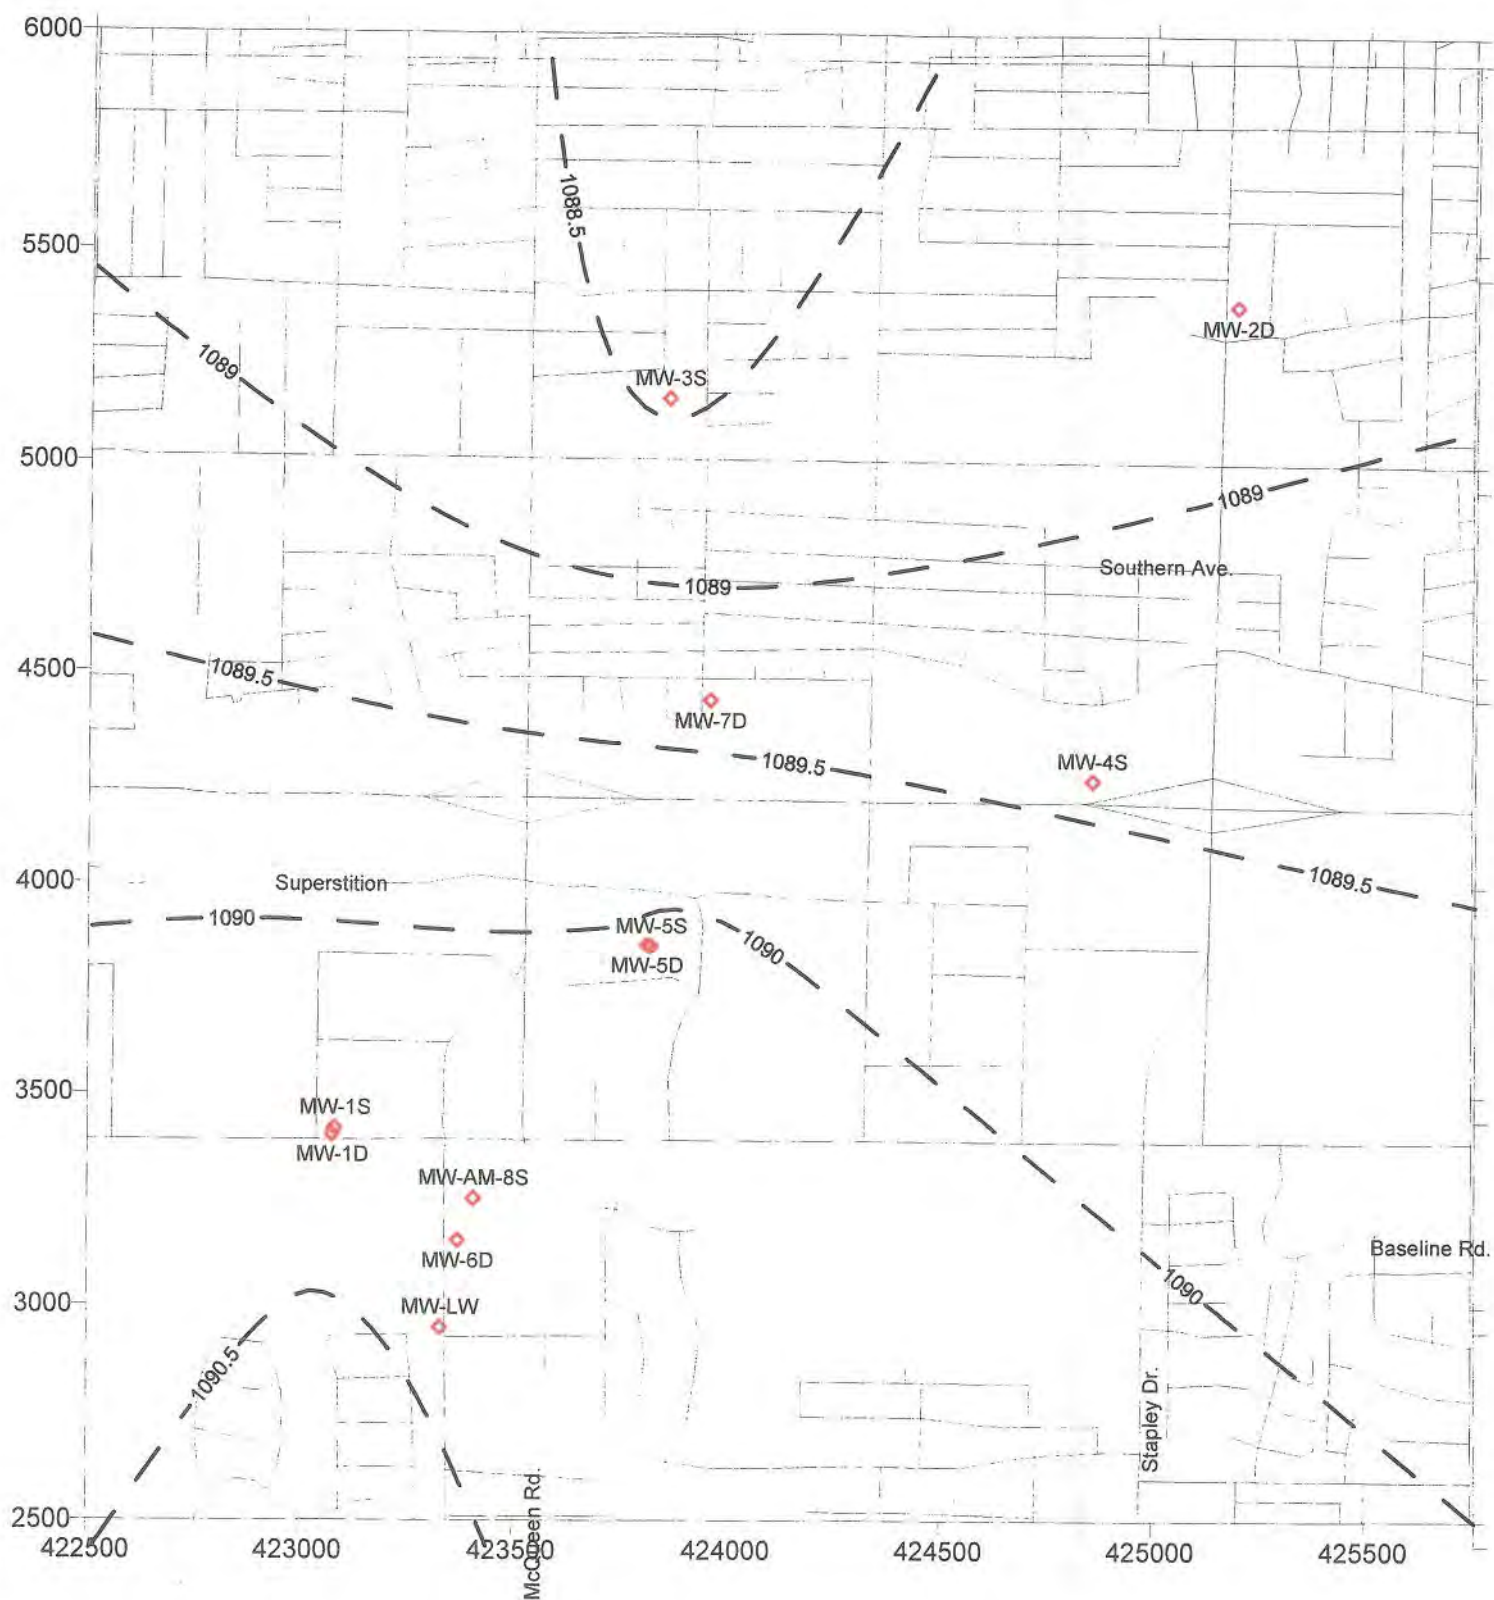 6000
1088.5
5500
MW-2D
1089
MW-3S
5000
1089
Southern Ave.
1089
4500
1089.5
MW-7D
1089.5
MW-4S
4000
Superstition
1089.5
1090
MW-5S
1090
MW-5D
3500
MW-1S
MW-1D
MW-AM-8S
MW-6D
Baseline Rd.
1090
3000
MW-LW
1090.5
Stapley Dr.
McQueen Rd.
2500
422500
423000
423500
424000
424500
425000
425500